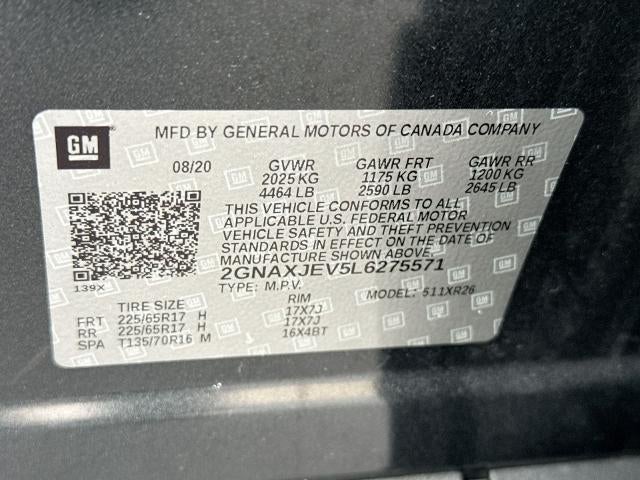 GM
MFD BY GENERAL MOTORS OF CANADA COMPANY
08/20 GVWR GAWR FRT GAWR RR
2025 KG 1175 KG 1200 KG
4464 LB 2590 LB 2645 LB
THIS VEHICLE CONFORMS TO ALL
APPLICABLE U.S. FEDERAL MOTOR
VEHICLE SAFETY AND THEFT PREVENTION
STANDARDS IN EFFECT ON THE DATE OF
MANUFACTURE SHOWN ABOVE.
2GNAXJEV5L6275571
139X
TYPE: M.P.V. MODEL: 511XR26
TIRE SIZE RIM
FRT 225/65R17 H 17X7J
RR 225/65R17 H 17X7J
SPA T135/70R16 M 16X4BT